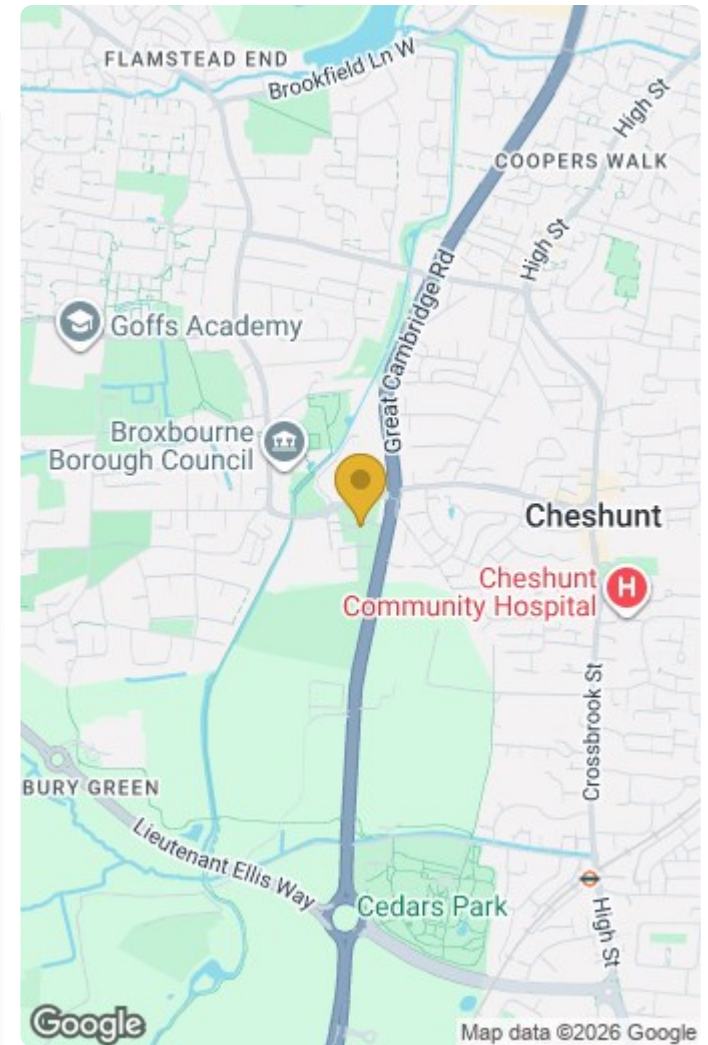 FLAMSTEAD END
Brookfield Ln W
High St
COOPERS WALK
High St
Great Cambridge Rd
Goffs Academy
Broxbourne
Borough Council
Cheshunt
Cheshunt
Community Hospital
H
Crossbrook St
BURY GREEN
Lieutenant Ellis Way
Cedars Park
High St
Google
Map data ©2026 Google